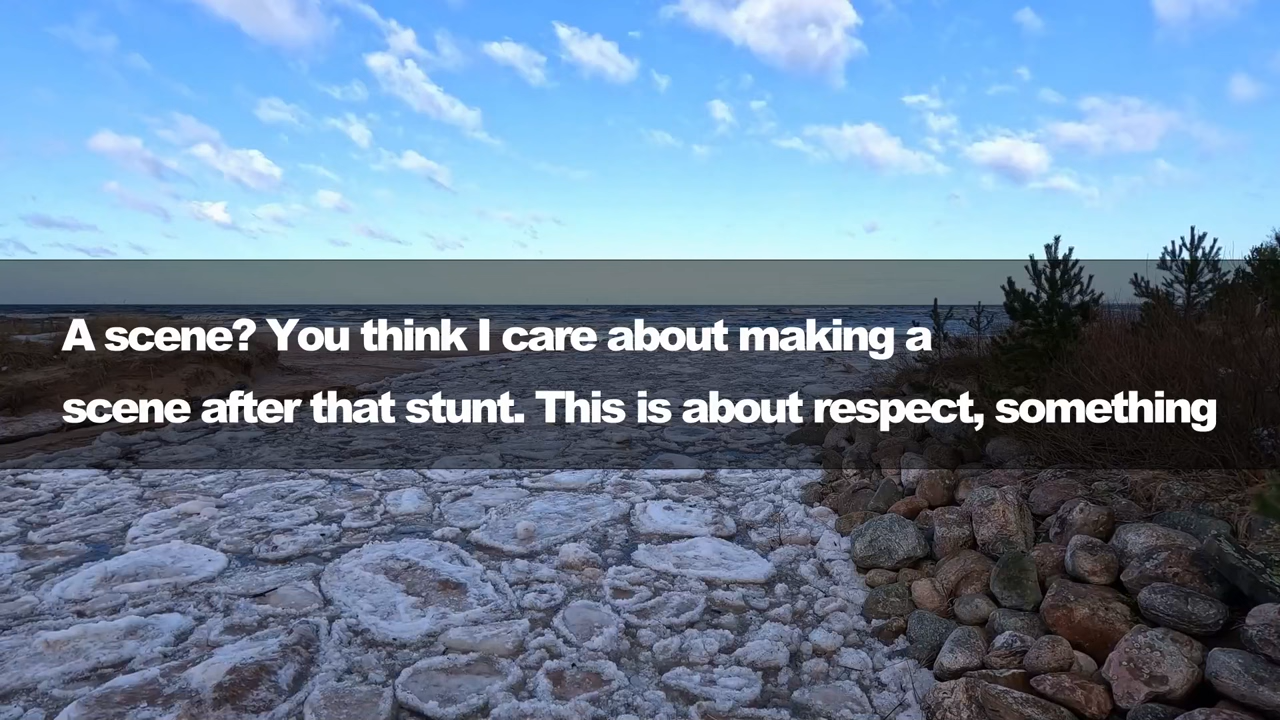 A scene? You think I care about making a
scene after that stunt. This is about respect, something